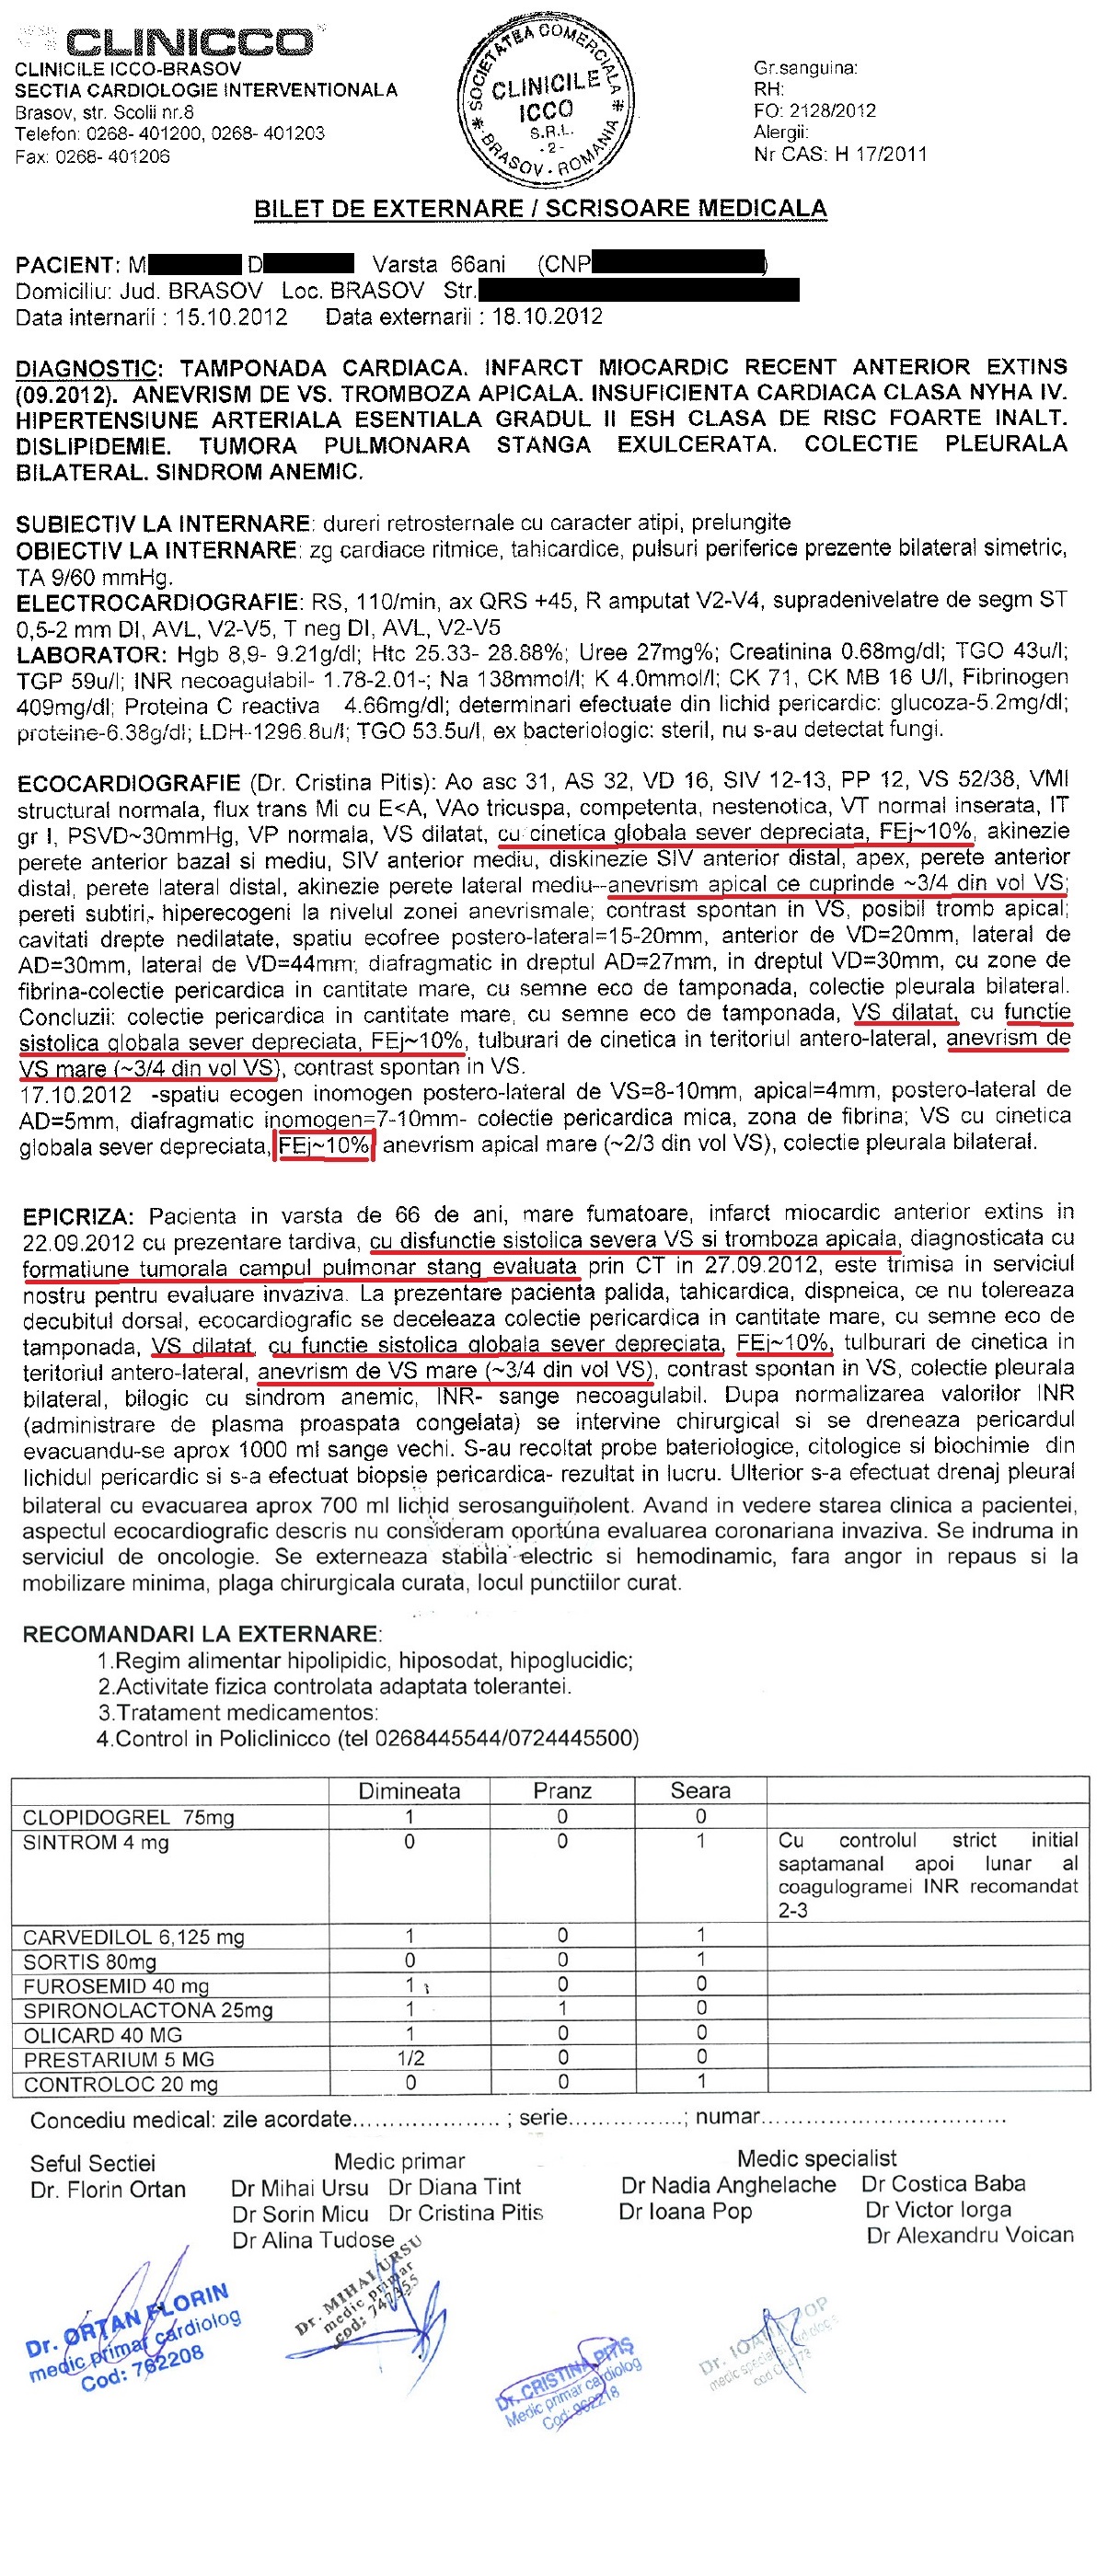 CLINICCO
CLINICILE ICCO-BRASOV
SECTIA CARDIOLOGIE INTERVENTIONALA
Brasov, str. Scolii nr.8
Telefon: 0268- 401200, 0268- 401203
Fax: 0268- 401206
* SOCIETATEA COMERCIALA * BRASOV - ROMANIA
CLINICILE
ICCO
S.R.L.
- 2 -
Gr.sanguina:
RH:
FO: 2128/2012
Alergii:
Nr CAS: H 17/2011
BILET DE EXTERNARE / SCRISOARE MEDICALA
PACIENT: M D Varsta 66ani (CNP )
Domiciliu: Jud. BRASOV Loc. BRASOV Str.
Data internarii : 15.10.2012 Data externarii : 18.10.2012
DIAGNOSTIC: TAMPONADA CARDIACA. INFARCT MIOCARDIC RECENT ANTERIOR EXTINS
(09.2012). ANEVRISM DE VS. TROMBOZA APICALA. INSUFICIENTA CARDIACA CLASA NYHA IV.
HIPERTENSIUNE ARTERIALA ESENTIALA GRADUL II ESH CLASA DE RISC FOARTE INALT.
DISLIPIDEMIE. TUMORA PULMONARA STANGA EXULCERATA. COLECTIE PLEURALA
BILATERAL. SINDROM ANEMIC.
SUBIECTIV LA INTERNARE: dureri retrosternale cu caracter atipi, prelungite
OBIECTIV LA INTERNARE: zg cardiace ritmice, tahicardice, pulsuri periferice prezente bilateral simetric,
TA 9/60 mmHg.
ELECTROCARDIOGRAFIE: RS, 110/min, ax QRS +45, R amputat V2-V4, supradenivelatre de segm ST
0,5-2 mm DI, AVL, V2-V5, T neg DI, AVL, V2-V5
LABORATOR: Hgb 8,9- 9.21g/dl; Htc 25.33- 28.88%; Uree 27mg%; Creatinina 0.68mg/dl; TGO 43u/l;
TGP 59u/l; INR necoagulabil- 1.78-2.01-; Na 138mmol/l; K 4.0mmol/l; CK 71, CK MB 16 U/l, Fibrinogen
409mg/dl; Proteina C reactiva 4.66mg/dl; determinari efectuate din lichid pericardic: glucoza-5.2mg/dl;
proteine-6.38g/dl; LDH-1296.8u/l; TGO 53.5u/l, ex bacteriologic: steril, nu s-au detectat fungi.
ECOCARDIOGRAFIE (Dr. Cristina Pitis): Ao asc 31, AS 32, VD 16, SIV 12-13, PP 12, VS 52/38, VMI
structural normala, flux trans Mi cu E<A, VAo tricuspa, competenta, nestenotica, VT normal inserata, IT
gr I, PSVD~30mmHg, VP normala, VS dilatat, cu cinetica globala sever depreciata, FEj~10%, akinezie
perete anterior bazal si mediu, SIV anterior mediu, diskinezie SIV anterior distal, apex, perete anterior
distal, perete lateral distal, akinezie perete lateral mediu--anevrism apical ce cuprinde ~3/4 din vol VS;
pereti subtiri, hiperecogeni la nivelul zonei anevrismale; contrast spontan in VS, posibil tromb apical;
cavitati drepte nedilatate, spatiu ecofree postero-lateral=15-20mm, anterior de VD=20mm, lateral de
AD=30mm, lateral de VD=44mm; diafragmatic in dreptul AD=27mm, in dreptul VD=30mm, cu zone de
fibrina-colectie pericardica in cantitate mare, cu semne eco de tamponada, colectie pleurala bilateral.
Concluzii: colectie pericardica in cantitate mare, cu semne eco de tamponada, VS dilatat, cu functie
sistolica globala sever depreciata, FEj~10%, tulburari de cinetica in teritoriul antero-lateral, anevrism de
VS mare (~3/4 din vol VS), contrast spontan in VS.
17.10.2012 -spatiu ecogen inomogen postero-lateral de VS=8-10mm, apical=4mm, postero-lateral de
AD=5mm, diafragmatic inomogen=7-10mm- colectie pericardica mica, zona de fibrina; VS cu cinetica
globala sever depreciata, FEj~10% anevrism apical mare (~2/3 din vol VS), colectie pleurala bilateral.
EPICRIZA: Pacienta in varsta de 66 de ani, mare fumatoare, infarct miocardic anterior extins in
22.09.2012 cu prezentare tardiva, cu disfunctie sistolica severa VS si tromboza apicala, diagnosticata cu
formatiune tumorala campul pulmonar stang evaluata prin CT in 27.09.2012, este trimisa in serviciul
nostru pentru evaluare invaziva. La prezentare pacienta palida, tahicardica, dispneica, ce nu tolereaza
decubitul dorsal, ecocardiografic se deceleaza colectie pericardica in cantitate mare, cu semne eco de
tamponada, VS dilatat, cu functie sistolica globala sever depreciata, FEj~10%, tulburari de cinetica in
teritoriul antero-lateral, anevrism de VS mare (~3/4 din vol VS), contrast spontan in VS, colectie pleurala
bilateral, bilogic cu sindrom anemic, INR- sange necoagulabil. Dupa normalizarea valorilor INR
(administrare de plasma proaspata congelata) se intervine chirurgical si se dreneaza pericardul
evacuandu-se aprox 1000 ml sange vechi. S-au recoltat probe bateriologice, citologice si biochimie din
lichidul pericardic si s-a efectuat biopsie pericardica- rezultat in lucru. Ulterior s-a efectuat drenaj pleural
bilateral cu evacuarea aprox 700 ml lichid serosanguinolent. Avand in vedere starea clinica a pacientei,
aspectul ecocardiografic descris nu consideram oportuna evaluarea coronariana invaziva. Se indruma in
serviciul de oncologie. Se externeaza stabila electric si hemodinamic, fara angor in repaus si la
mobilizare minima, plaga chirurgicala curata, locul punctiilor curat.
RECOMANDARI LA EXTERNARE:
1.Regim alimentar hipolipidic, hiposodat, hipoglucidic;
2.Activitate fizica controlata adaptata tolerantei.
3.Tratament medicamentos:
4.Control in Policlinicco (tel 0268445544/0724445500)
Dimineata Pranz Seara
CLOPIDOGREL 75mg 1 0 0
SINTROM 4 mg 0 0 1 Cu controlul strict initial
saptamanal apoi lunar al
coagulogramei INR recomandat
2-3
CARVEDILOL 6,125 mg 1 0 1
SORTIS 80mg 0 0 1
FUROSEMID 40 mg 1 0 0
SPIRONOLACTONA 25mg 1 1 0
OLICARD 40 MG 1 0 0
PRESTARIUM 5 MG 1/2 0 0
CONTROLOC 20 mg 0 0 1
Concediu medical: zile acordate.................... ; serie................; numar..................................
Seful Sectiei Medic primar Medic specialist
Dr. Florin Ortan Dr Mihai Ursu Dr Diana Tint Dr Nadia Anghelache Dr Costica Baba
Dr Sorin Micu Dr Cristina Pitis Dr Ioana Pop Dr Victor Iorga
Dr Alina Tudose Dr Alexandru Voican
Dr. ORTAN FLORIN
medic primar cardiolog
Cod: 762208
Dr. MIHAI URSU
medic primar
cod: 747355
Dr. CRISTINA PITIS
Medic primar cardiolog
Cod: 962218
Dr. IOANA POP
medic specialist cardiolog